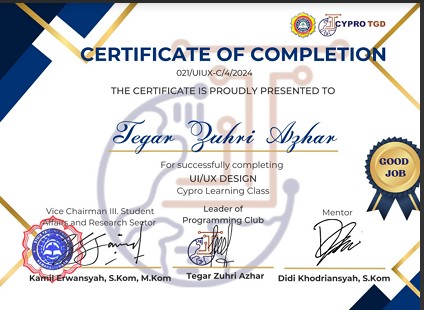 CYPRO TGD
CERTIFICATE OF COMPLETION
021/UIUX-C/4/2024
THE CERTIFICATE IS PROUDLY PRESENTED TO
Tegar Zuhri Azhar
For successfully completing
UI/UX DESIGN
Cypro Learning Class
GOOD
JOB
Vice Chairman III. Student
Affairs and Research Sector
Leader of
Programming Club
Mentor
Kamil Erwansyah, S.Kom, M.Kom
Tegar Zuhri Azhar
Didi Khodriansyah, S.Kom